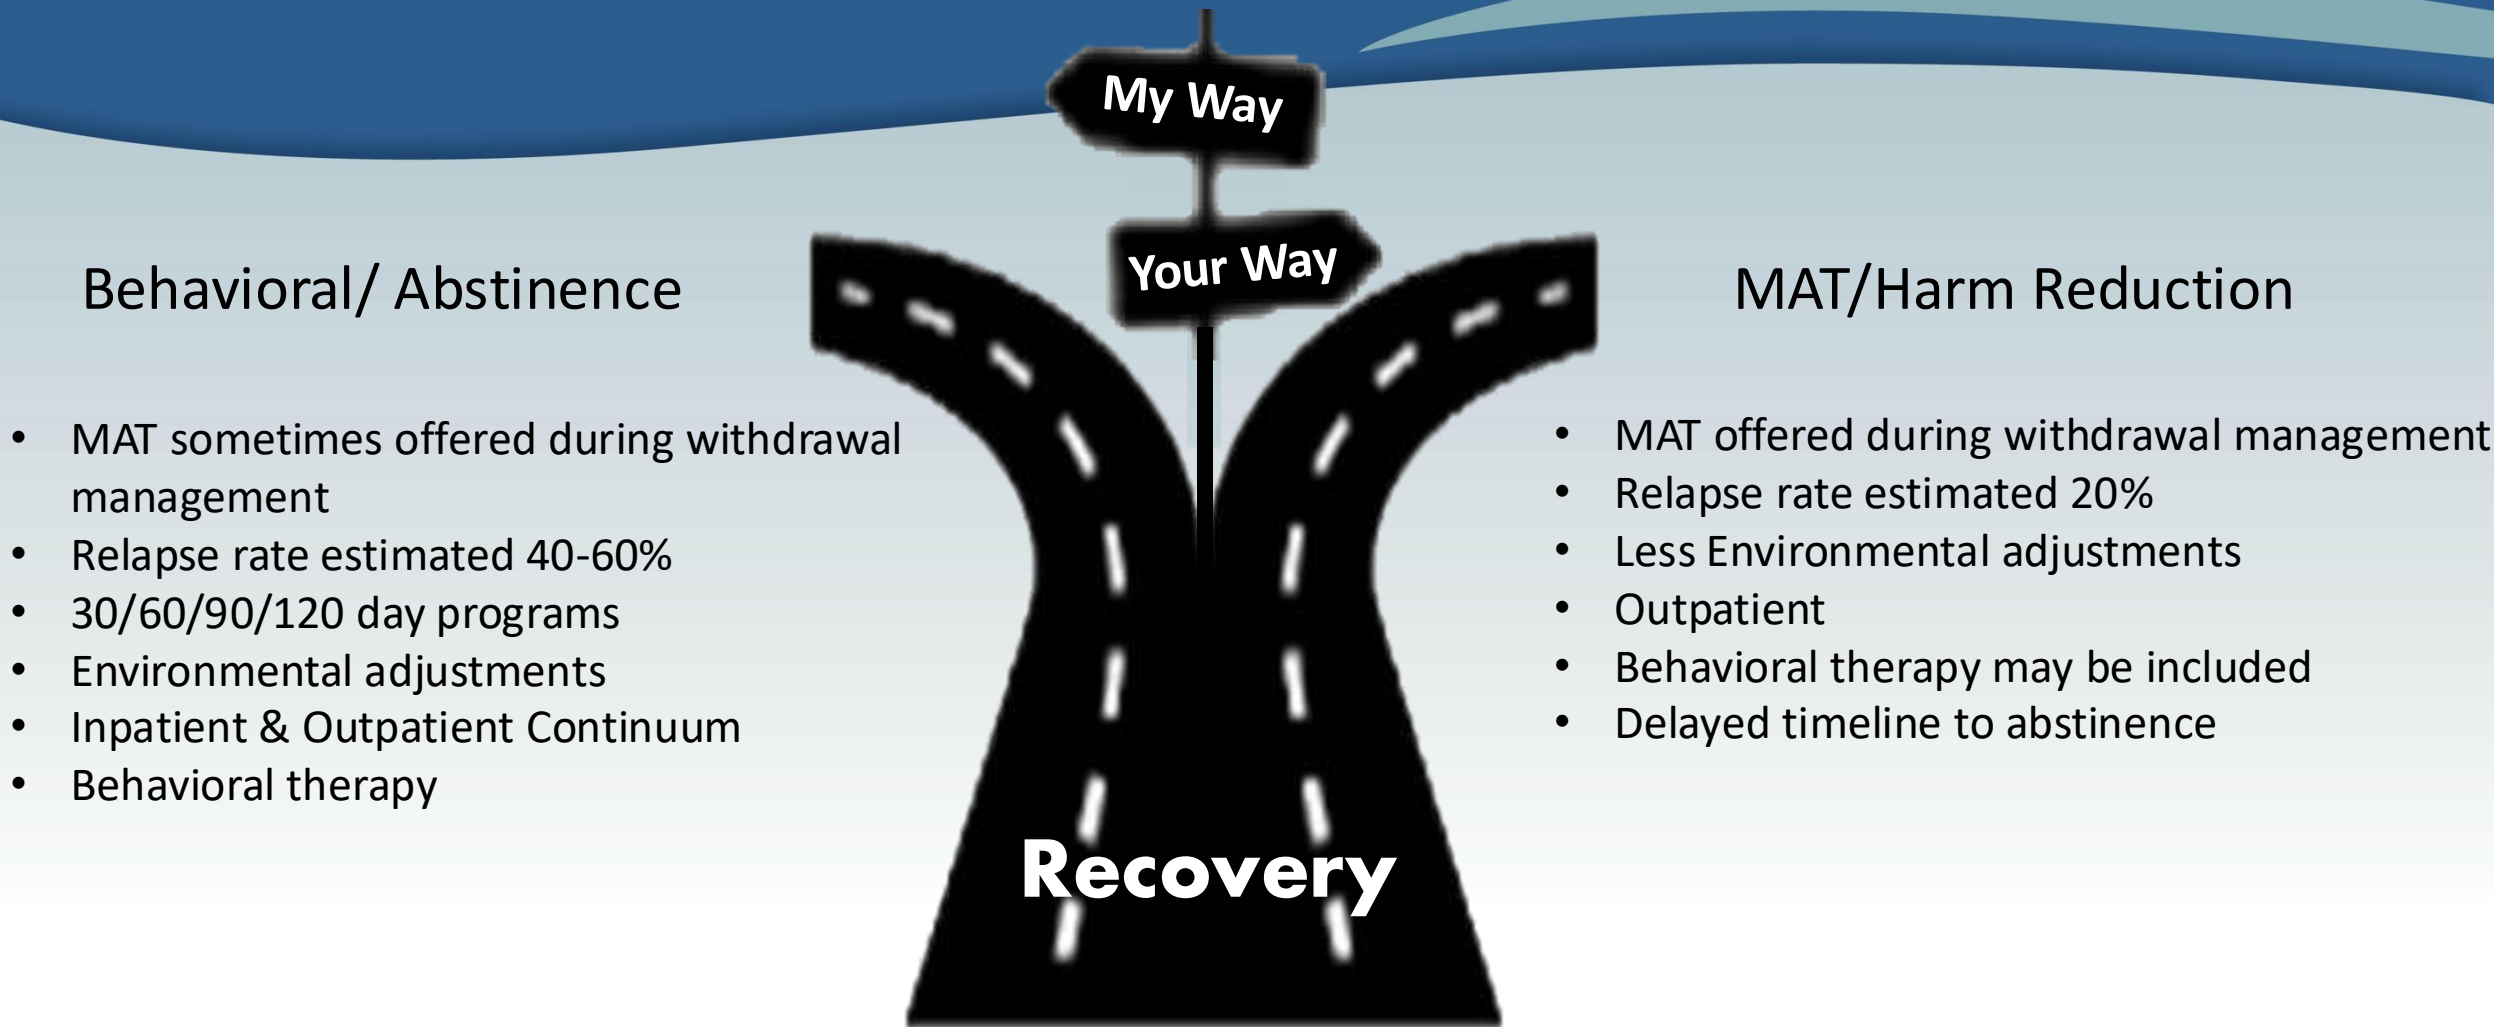 My Way
Your Way
Behavioral/ Abstinence
• MAT sometimes offered during withdrawal
management
• Relapse rate estimated 40-60%
• 30/60/90/120 day programs
• Environmental adjustments
• Inpatient & Outpatient Continuum
• Behavioral therapy
MAT/Harm Reduction
• MAT offered during withdrawal management
• Relapse rate estimated 20%
• Less Environmental adjustments
• Outpatient
• Behavioral therapy may be included
• Delayed timeline to abstinence
Recovery